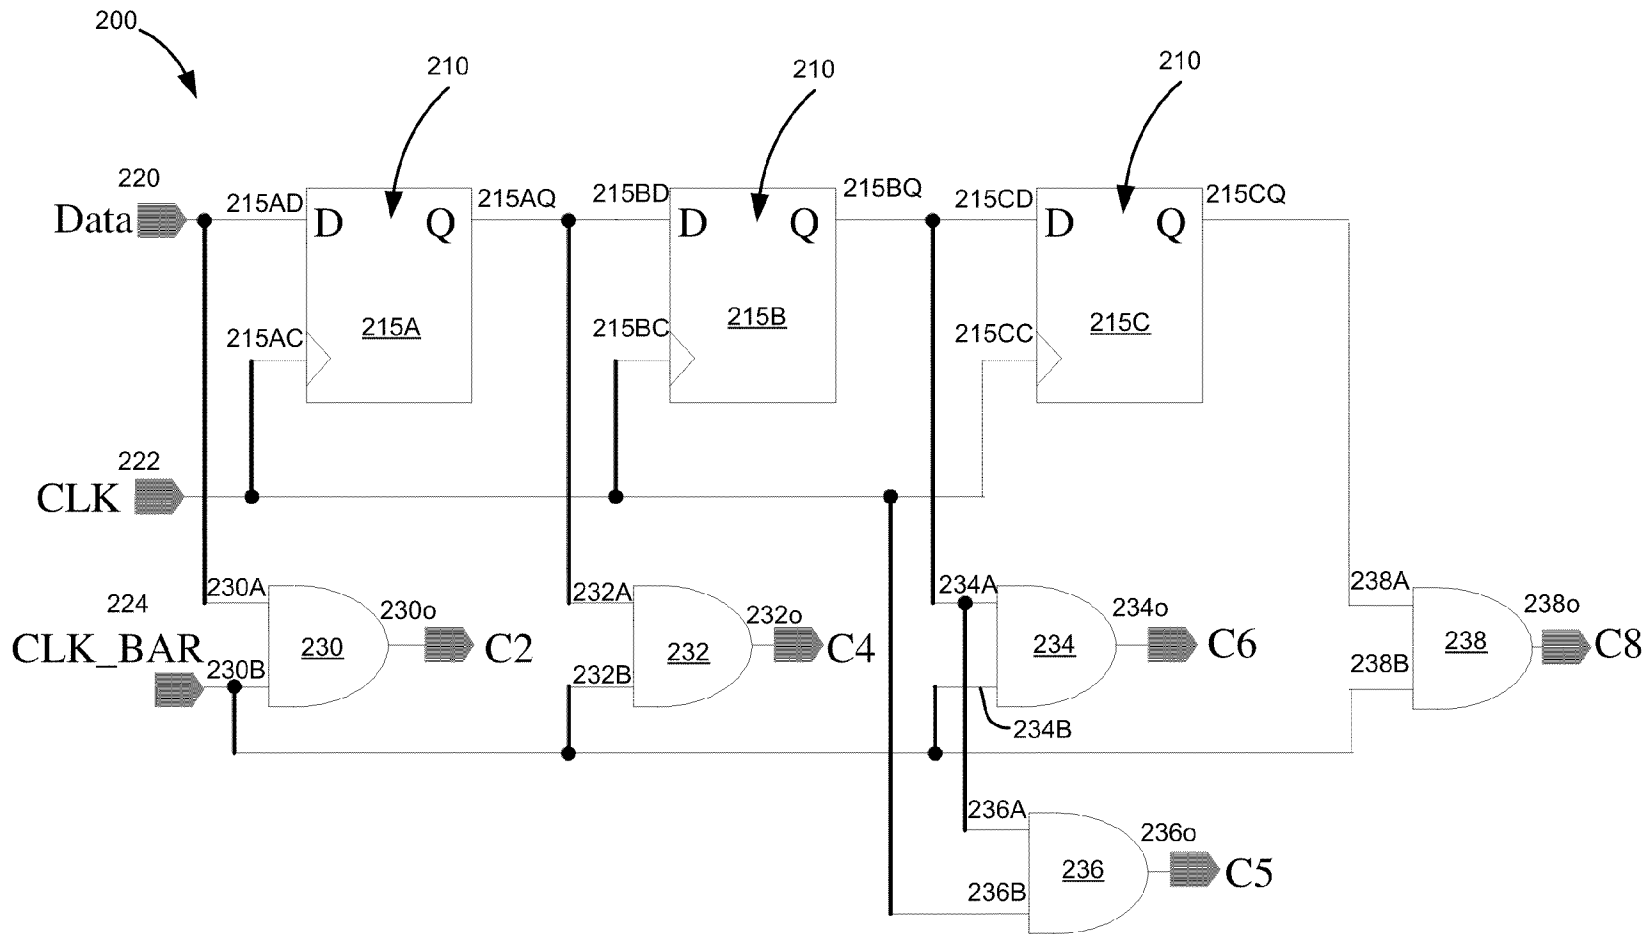 200
210
210
210
220
Data
215AD
D
Q
215AQ
215BD
D
Q
215BQ
215CD
D
Q
215CQ
215AC
215A
215BC
215B
215CC
215C
222
CLK
224
CLK_BAR
230A
230B
230
230o
C2
232A
232B
232
232o
C4
234A
234
234o
C6
234B
238A
238B
238
238o
C8
236A
236B
236
236o
C5